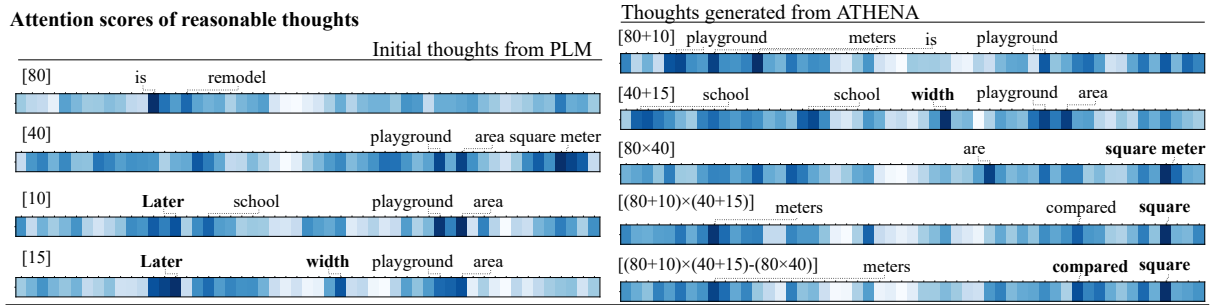 Attention scores of reasonable thoughts
Initial thoughts from PLM
[80] is remodel
[40] playground area square meter
[10] Later school playground area
[15] Later width playground area
Thoughts generated from ATHENA
[80+10] playground meters is playground
[40+15] school school width playground area
[80×40] are square meter
[(80+10)×(40+15)] meters compared square
[(80+10)×(40+15)-(80×40)] meters compared square